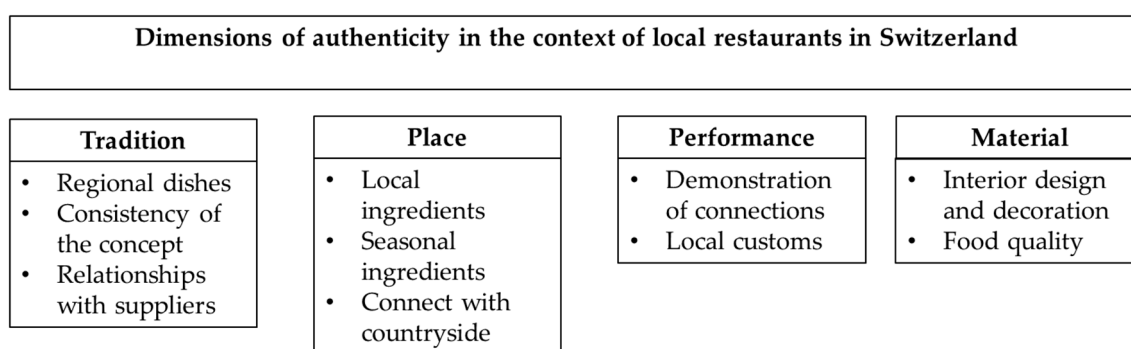 Dimensions of authenticity in the context of local restaurants in Switzerland
Tradition
• Regional dishes
• Consistency of
the concept
• Relationships
with suppliers
Place
• Local
ingredients
• Seasonal
ingredients
• Connect with
countryside
Performance
• Demonstration
of connections
• Local customs
Material
• Interior design
and decoration
• Food quality